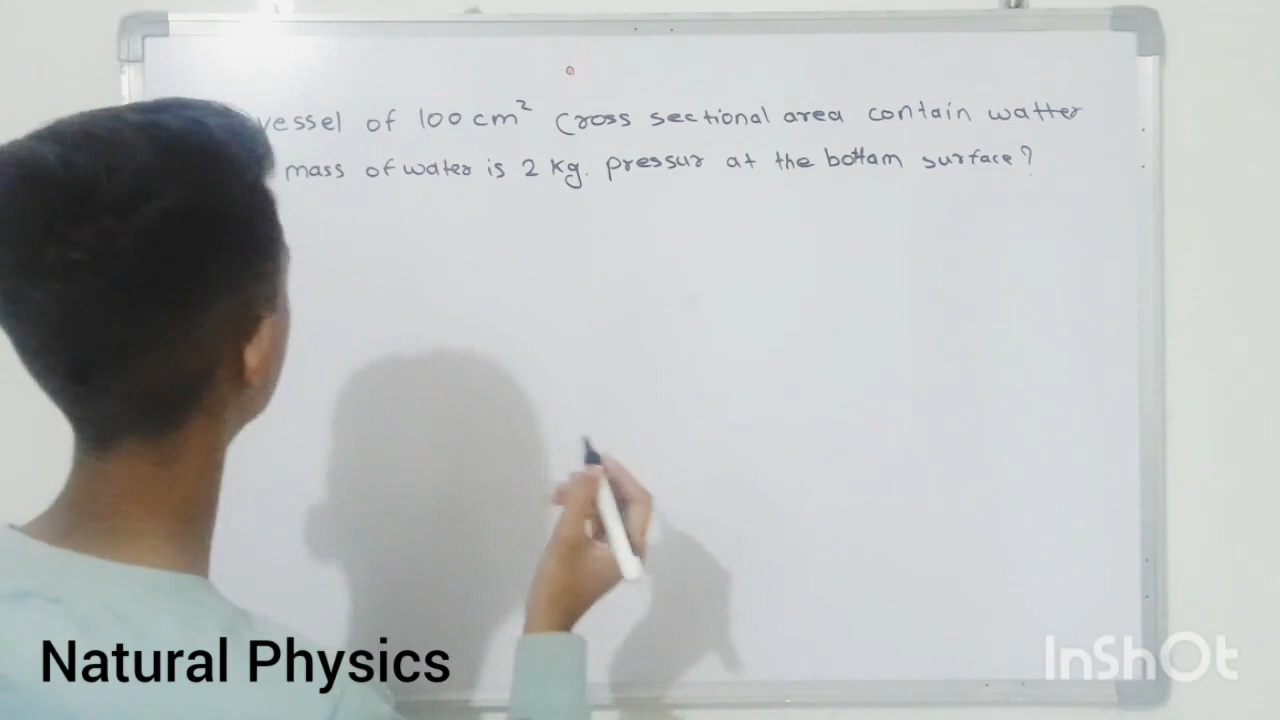 vessel of 100 cm² Cross sectional area contain watter
mass of water is 2 kg. pressur at the bottam surface?
Natural Physics
InShOt